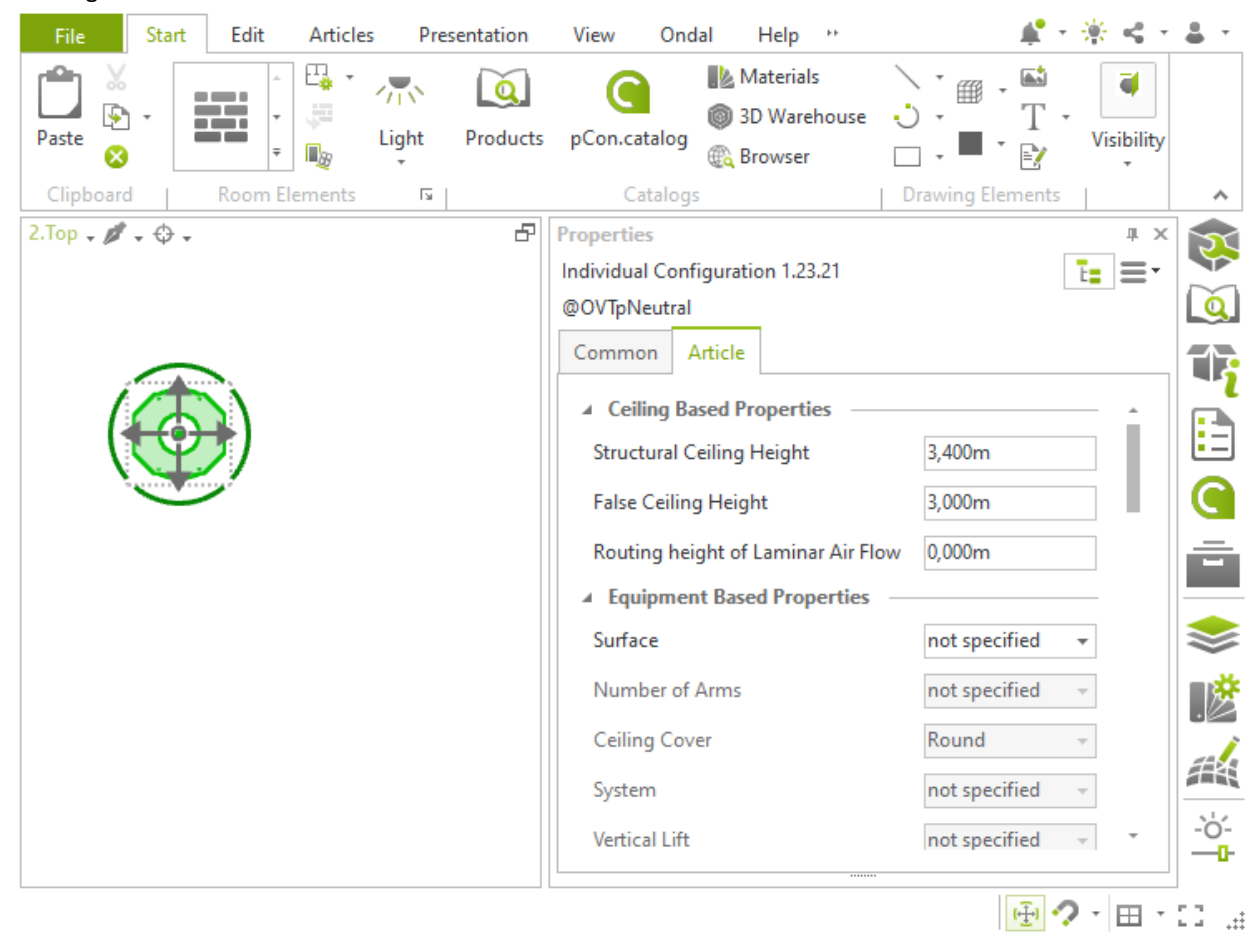 File Start Edit Articles Presentation View Ondal Help
Materials
3D Warehouse
Browser
Paste Light Products pCon.catalog Visibility
Clipboard Room Elements Catalogs Drawing Elements
2.Top
Properties
Individual Configuration 1.23.21
@OVTpNeutral
Common Article
Ceiling Based Properties
Structural Ceiling Height 3,400m
False Ceiling Height 3,000m
Routing height of Laminar Air Flow 0,000m
Equipment Based Properties
Surface not specified
Number of Arms not specified
Ceiling Cover Round
System not specified
Vertical Lift not specified